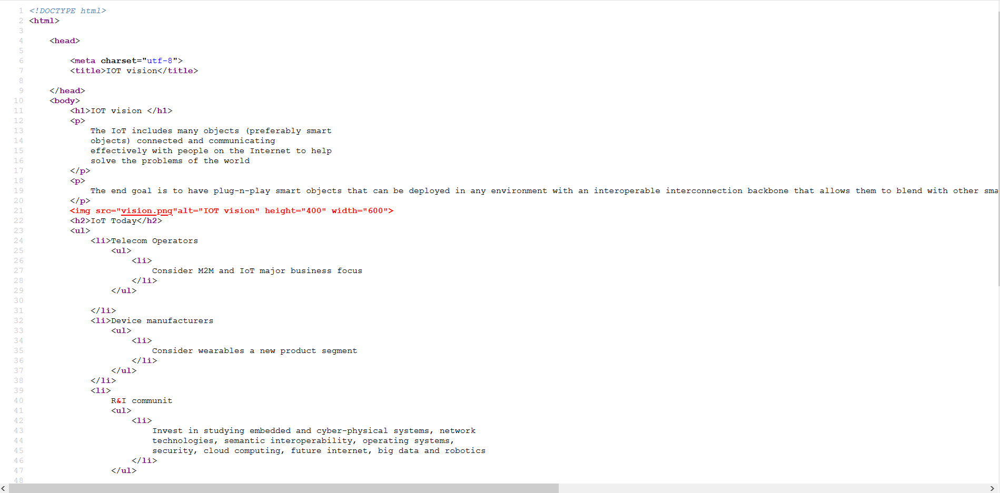 1 <!DOCTYPE html>
2 <html>
3
4 <head>
5
6 <meta charset="utf-8">
7 <title>IOT vision</title>
8
9 </head>
10 <body>
11 <h1>IOT vision </h1>
12 <p>
13 The IoT includes many objects (preferably smart
14 objects) connected and communicating
15 effectively with people on the Internet to help
16 solve the problems of the world
17 </p>
18 <p>
19 The end goal is to have plug-n-play smart objects that can be deployed in any environment with an interoperable interconnection backbone that allows them to blend with other sma
20 </p>
21 <img src="vision.png"alt="IOT vision" height="400" width="600">
22 <h2>IoT Today</h2>
23 <ul>
24 <li>Telecom Operators
25 <ul>
26 <li>
27 Consider M2M and IoT major business focus
28 </li>
29 </ul>
30
31 </li>
32 <li>Device manufacturers
33 <ul>
34 <li>
35 Consider wearables a new product segment
36 </li>
37 </ul>
38 </li>
39 <li>
40 R&I communit
41 <ul>
42 <li>
43 Invest in studying embedded and cyber-physical systems, network
44 technologies, semantic interoperability, operating systems,
45 security, cloud computing, future internet, big data and robotics
46 </li>
47 </ul>
48